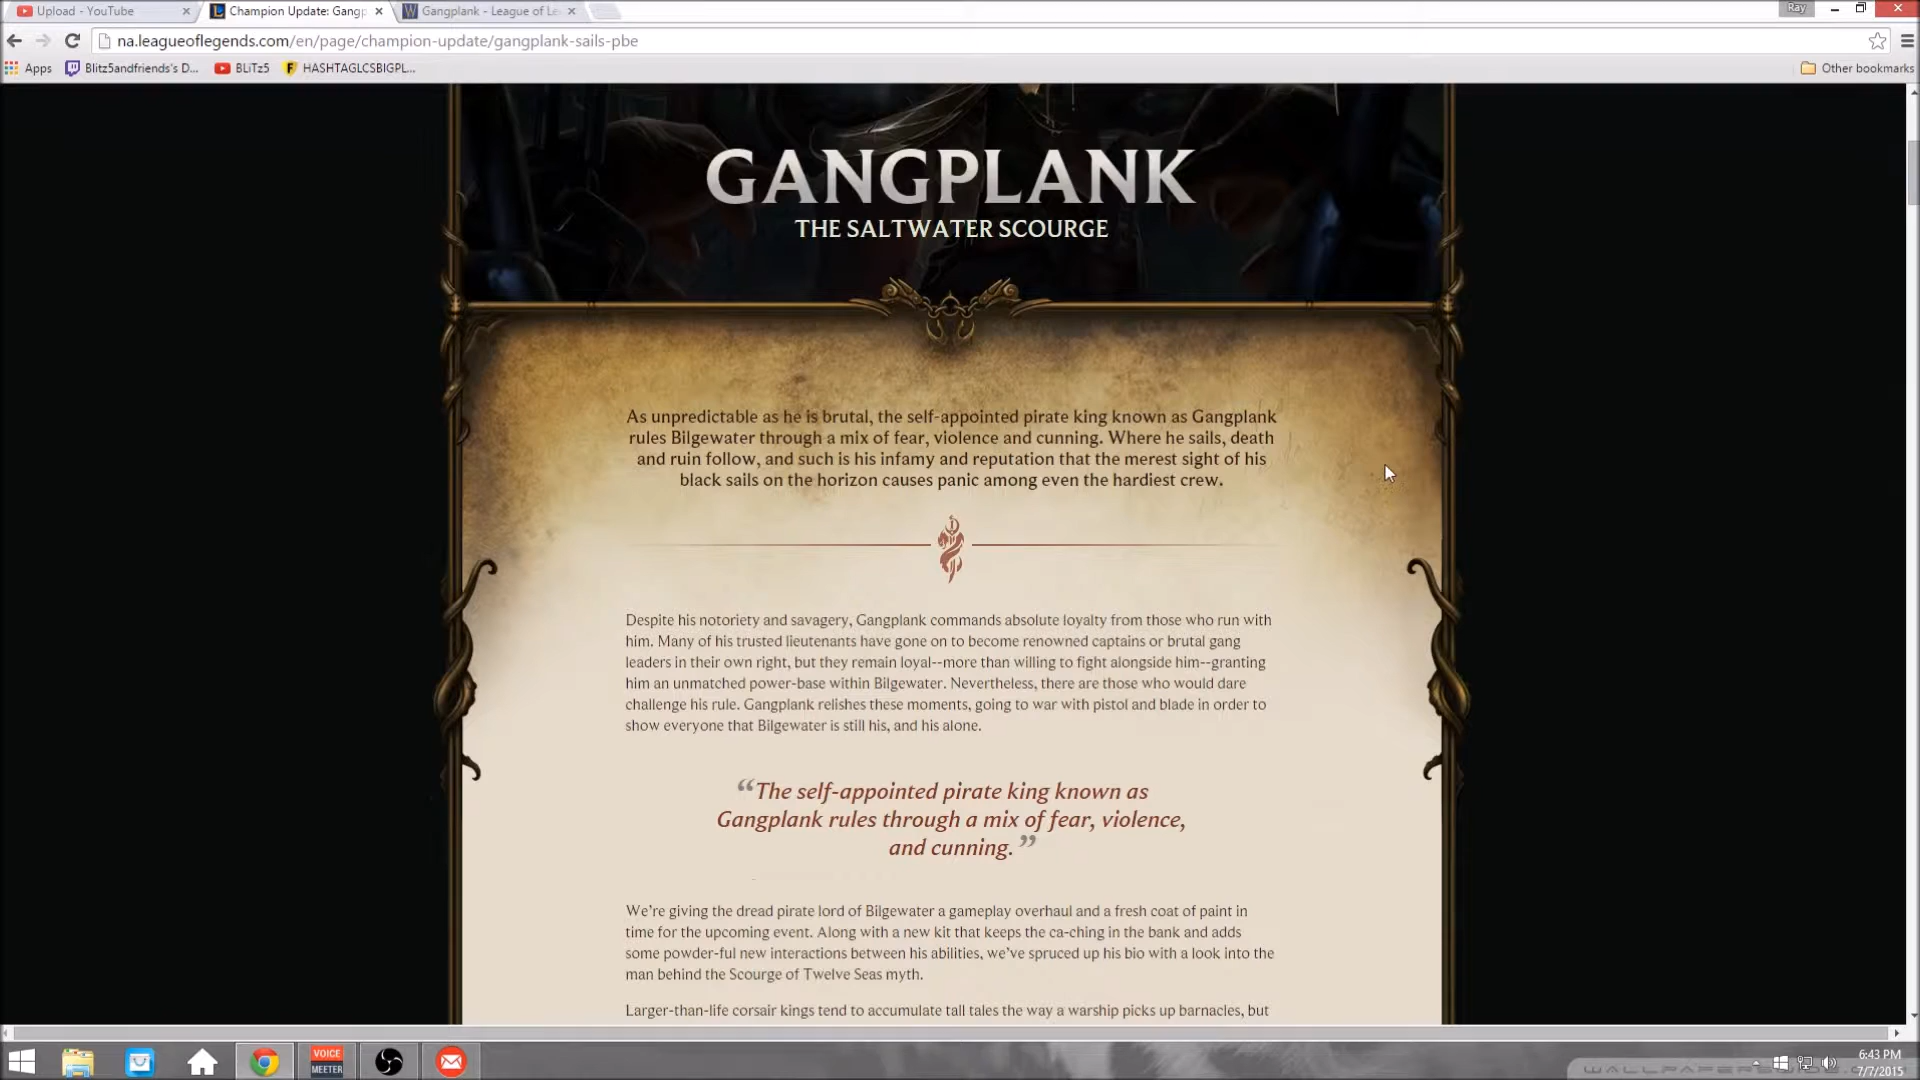 Upload - YouTube
Champion Update: Gangp
Gangplank - League of Le
Ray
na.leagueoflegends.com/en/page/champion-update/gangplank-sails-pbe
Apps
Blitz5andfriends's D...
BLiTz5
HASHTAGLCSBIGPL...
Other bookmarks
GANGPLANK
THE SALTWATER SCOURGE
As unpredictable as he is brutal, the self-appointed pirate king known as Gangplank
rules Bilgewater through a mix of fear, violence and cunning. Where he sails, death
and ruin follow, and such is his infamy and reputation that the merest sight of his
black sails on the horizon causes panic among even the hardiest crew.
Despite his notoriety and savagery, Gangplank commands absolute loyalty from those who run with
him. Many of his trusted lieutenants have gone on to become renowned captains or brutal gang
leaders in their own right, but they remain loyal--more than willing to fight alongside him--granting
him an unmatched power-base within Bilgewater. Nevertheless, there are those who would dare
challenge his rule. Gangplank relishes these moments, going to war with pistol and blade in order to
show everyone that Bilgewater is still his, and his alone.
“The self-appointed pirate king known as
Gangplank rules through a mix of fear, violence,
and cunning.”
We’re giving the dread pirate lord of Bilgewater a gameplay overhaul and a fresh coat of paint in
time for the upcoming event. Along with a new kit that keeps the ca-ching in the bank and adds
some powder-ful new interactions between his abilities, we’ve spruced up his bio with a look into the
man behind the Scourge of Twelve Seas myth.
Larger-than-life corsair kings tend to accumulate tall tales the way a warship picks up barnacles, but
VOICE
MEETER
6:43 PM
7/7/2015